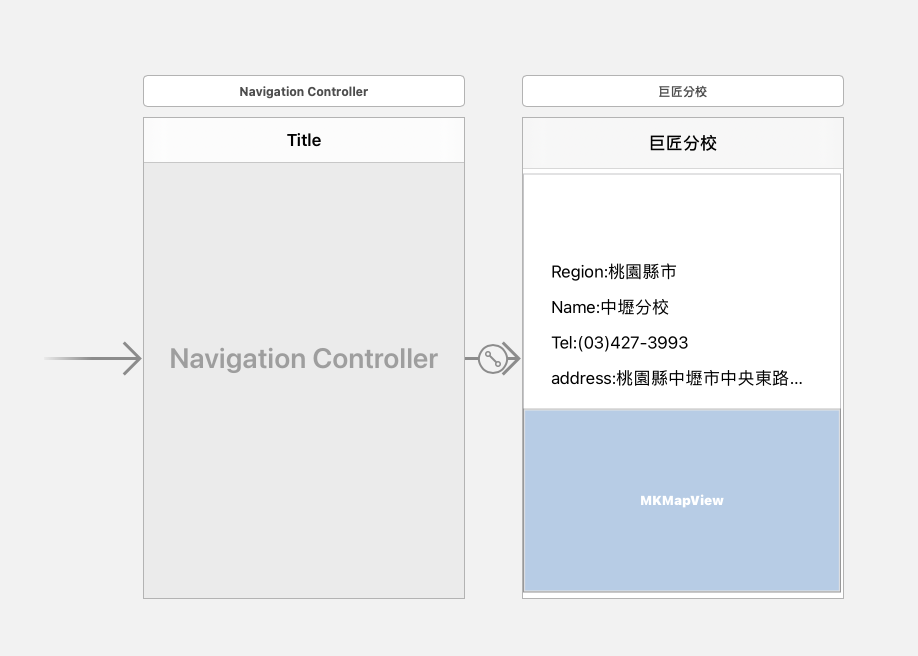 Navigation Controller
巨匠分校
Title
巨匠分校
Navigation Controller
Region:桃園縣市
Name:中壢分校
Tel:(03)427-3993
address:桃園縣中壢市中央東路...
MKMapView